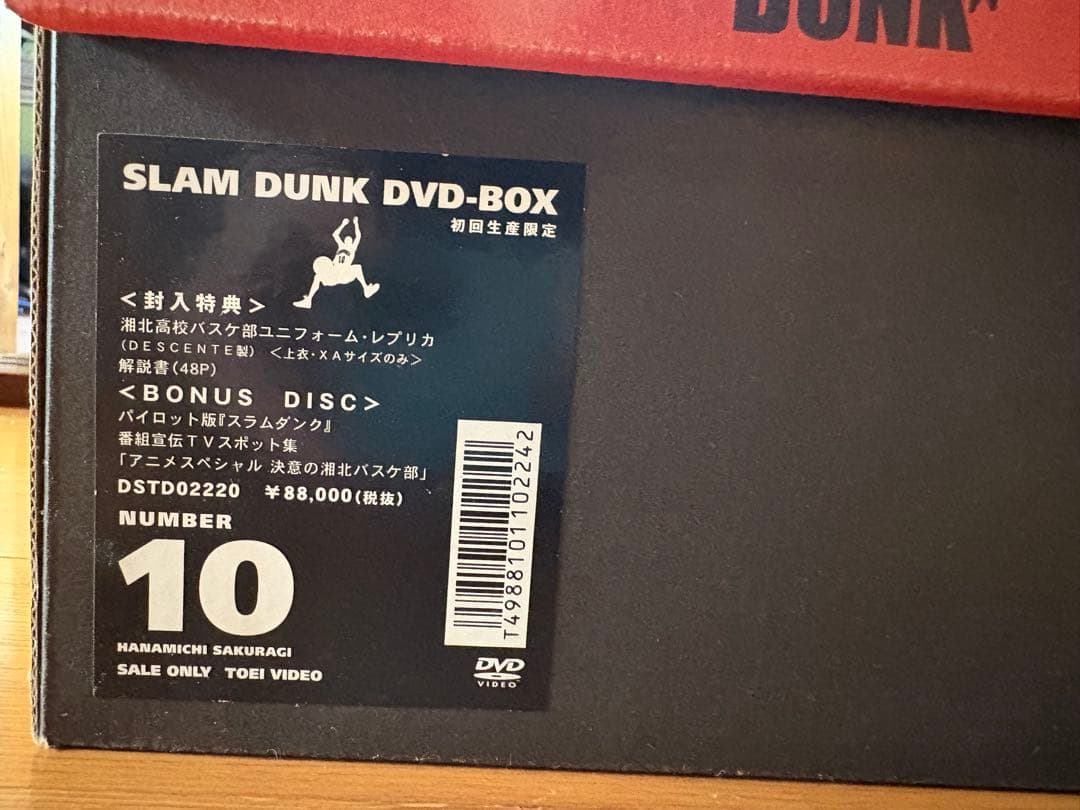 DUNK
SLAM DUNK DVD-BOX
初回生産限定
10
＜封入特典＞
湘北高校バスケ部ユニフォーム・レプリカ
（DESCENTE製）＜上衣・XAサイズのみ＞
解説書（48P）
＜BONUS DISC＞
パイロット版『スラムダンク』
番組宣伝TVスポット集
「アニメスペシャル 決意の湘北バスケ部」
DSTD02220 ￥88,000（税抜）
NUMBER
10
HANAMICHI SAKURAGI
SALE ONLY TOEI VIDEO
T4988101102242
DVD
VIDEO